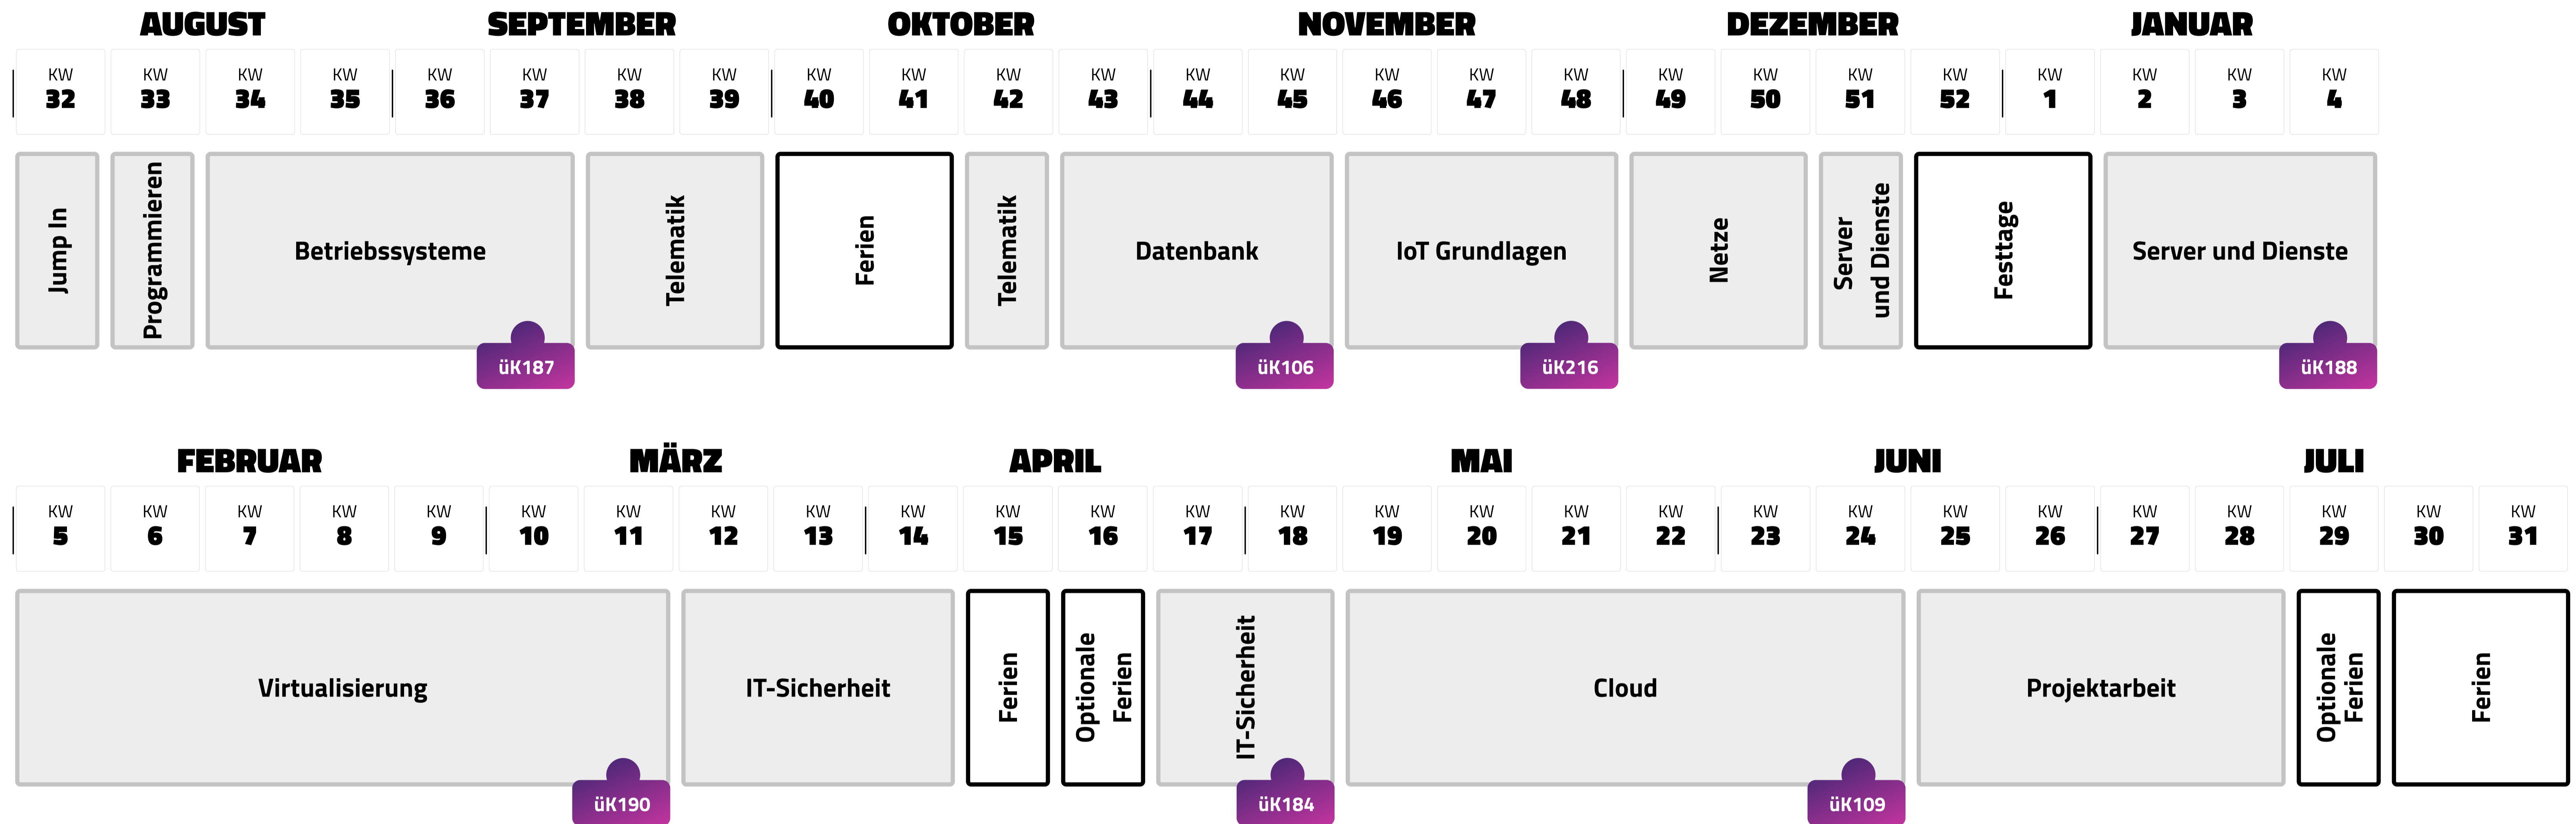 AUGUST SEPTEMBER OKTOBER NOVEMBER DEZEMBER JANUAR
KW KW KW KW KW KW KW KW KW KW KW KW KW KW KW KW KW KW KW KW KW KW KW KW KW
32 33 34 35 36 37 38 39 40 41 42 43 44 45 46 47 48 49 50 51 52 1 2 3 4
Jump In
Programmieren
Betriebssysteme
Telematik
Ferien
Telematik
Datenbank
IoT Grundlagen
Netze
Server
und Dienste
Festtage
Server und Dienste
üK187 üK106 üK216 üK188
FEBRUAR MÄRZ APRIL MAI JUNI JULI
KW KW KW KW KW KW KW KW KW KW KW KW KW KW KW KW KW KW KW KW KW KW KW KW KW KW KW
5 6 7 8 9 10 11 12 13 14 15 16 17 18 19 20 21 22 23 24 25 26 27 28 29 30 31
Virtualisierung
IT-Sicherheit
Ferien
Optionale
Ferien
IT-Sicherheit
Cloud
Projektarbeit
Optionale
Ferien
Ferien
üK190 üK184 üK109